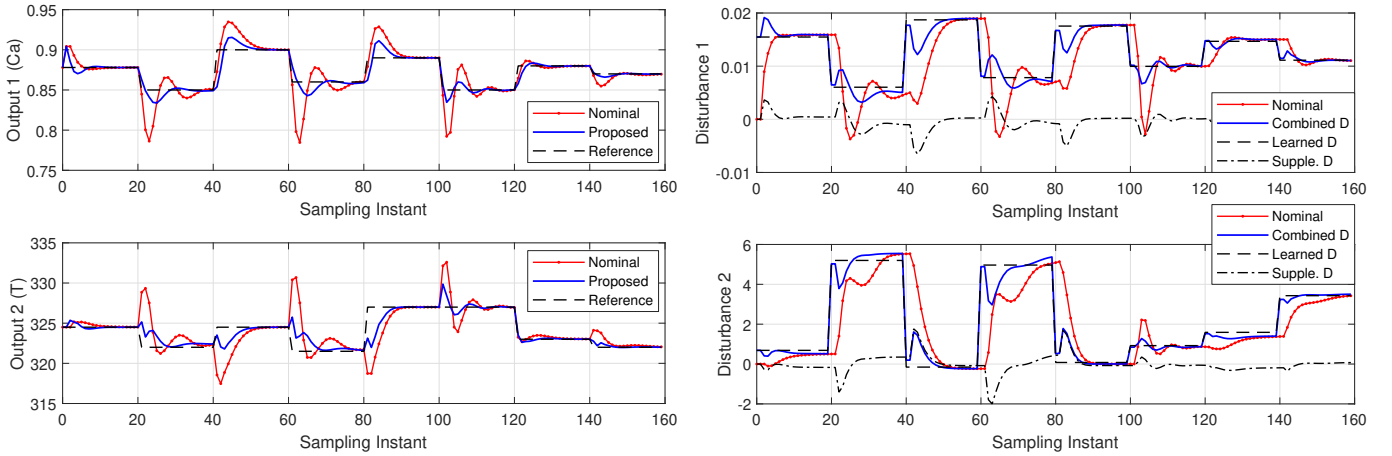 0.95
0.9
0.85
0.8
0.75
Output 1 (Ca)
Nominal
Proposed
Reference
0 20 40 60 80 100 120 140 160
Sampling Instant
0.02
0.01
0
-0.01
Disturbance 1
Nominal
Combined D
Learned D
Supple. D
0 20 40 60 80 100 120 140 160
Sampling Instant
335
330
325
320
315
Output 2 (T)
Nominal
Proposed
Reference
0 20 40 60 80 100 120 140 160
Sampling Instant
6
4
2
0
-2
Disturbance 2
Nominal
Combined D
Learned D
Supple. D
0 20 40 60 80 100 120 140 160
Sampling Instant